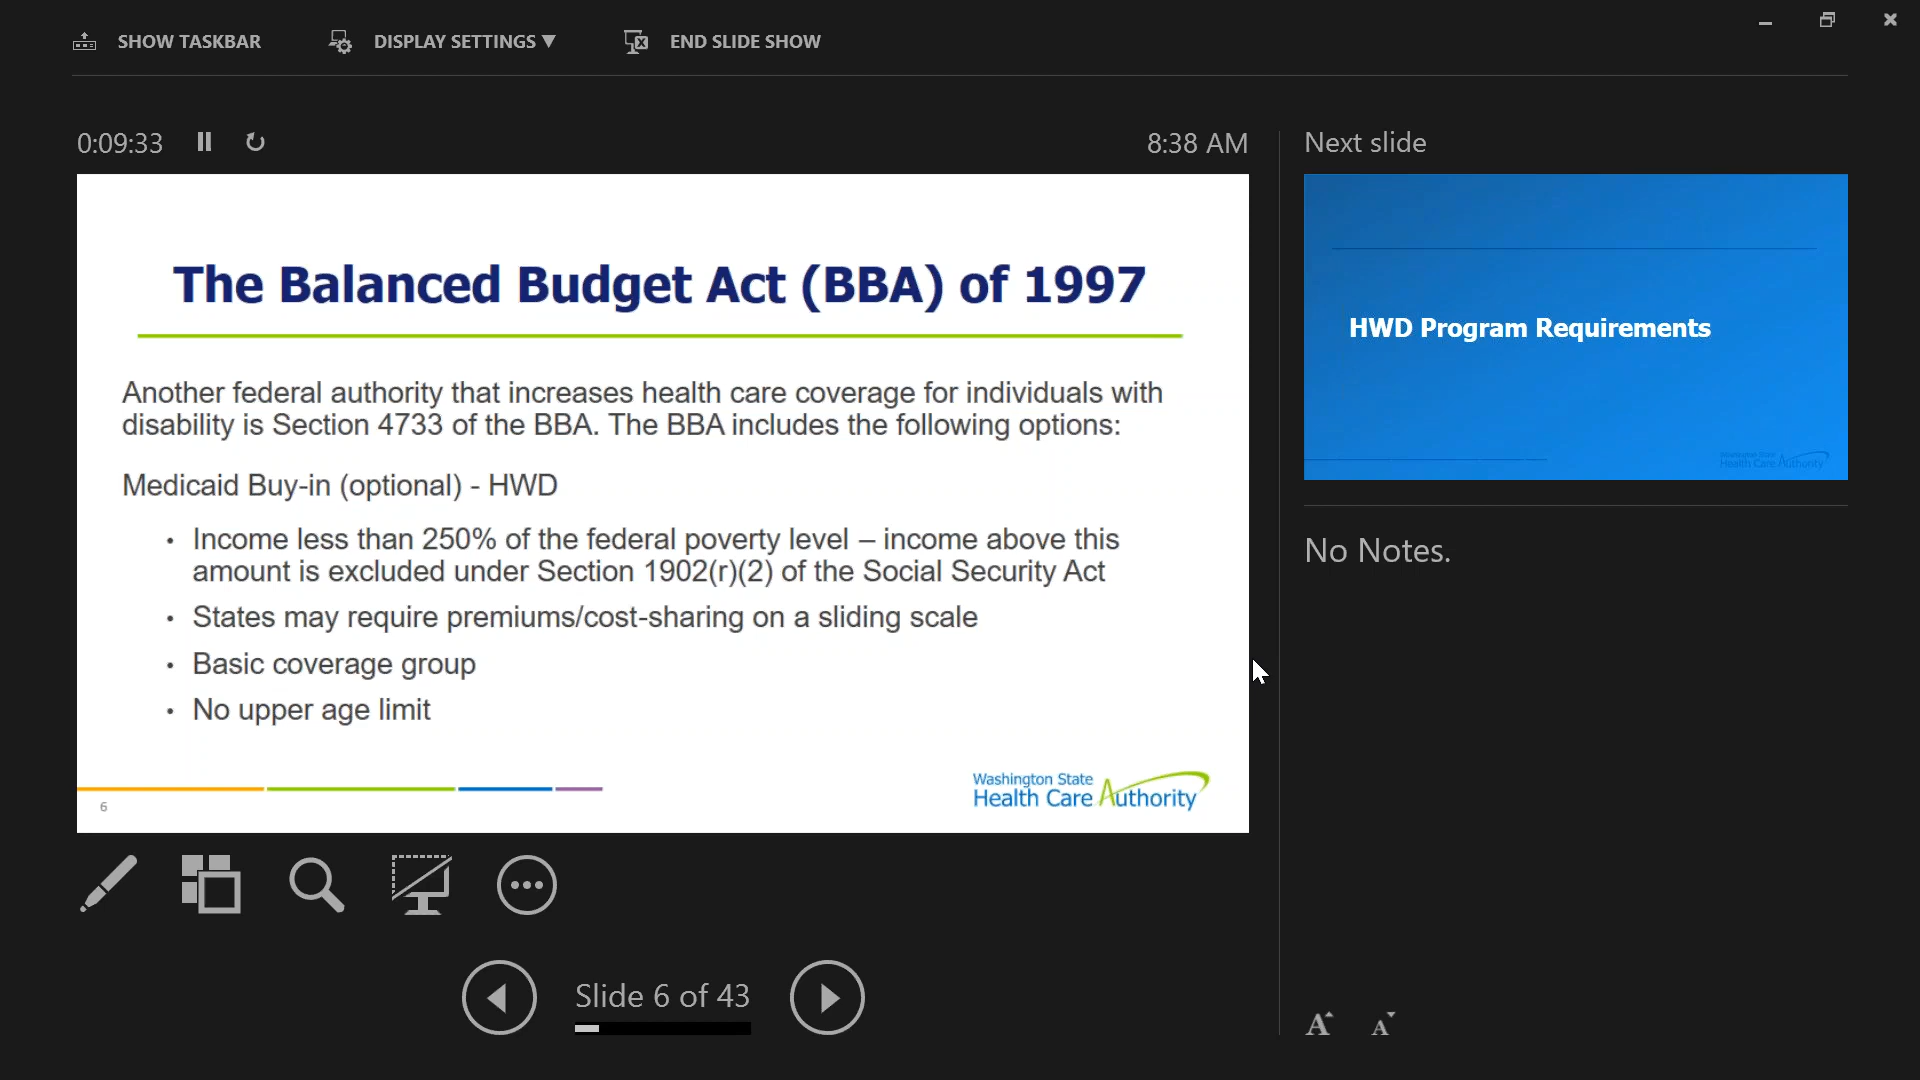 SHOW TASKBAR
DISPLAY SETTINGS ▼
END SLIDE SHOW
0:09:33
8:38 AM
The Balanced Budget Act (BBA) of 1997
Another federal authority that increases health care coverage for individuals with
disability is Section 4733 of the BBA. The BBA includes the following options:
Medicaid Buy-in (optional) - HWD
• Income less than 250% of the federal poverty level – income above this
amount is excluded under Section 1902(r)(2) of the Social Security Act
• States may require premiums/cost-sharing on a sliding scale
• Basic coverage group
• No upper age limit
6
Washington State
Health Care Authority
Slide 6 of 43
Next slide
HWD Program Requirements
Washington State
Health Care Authority
No Notes.
A
A